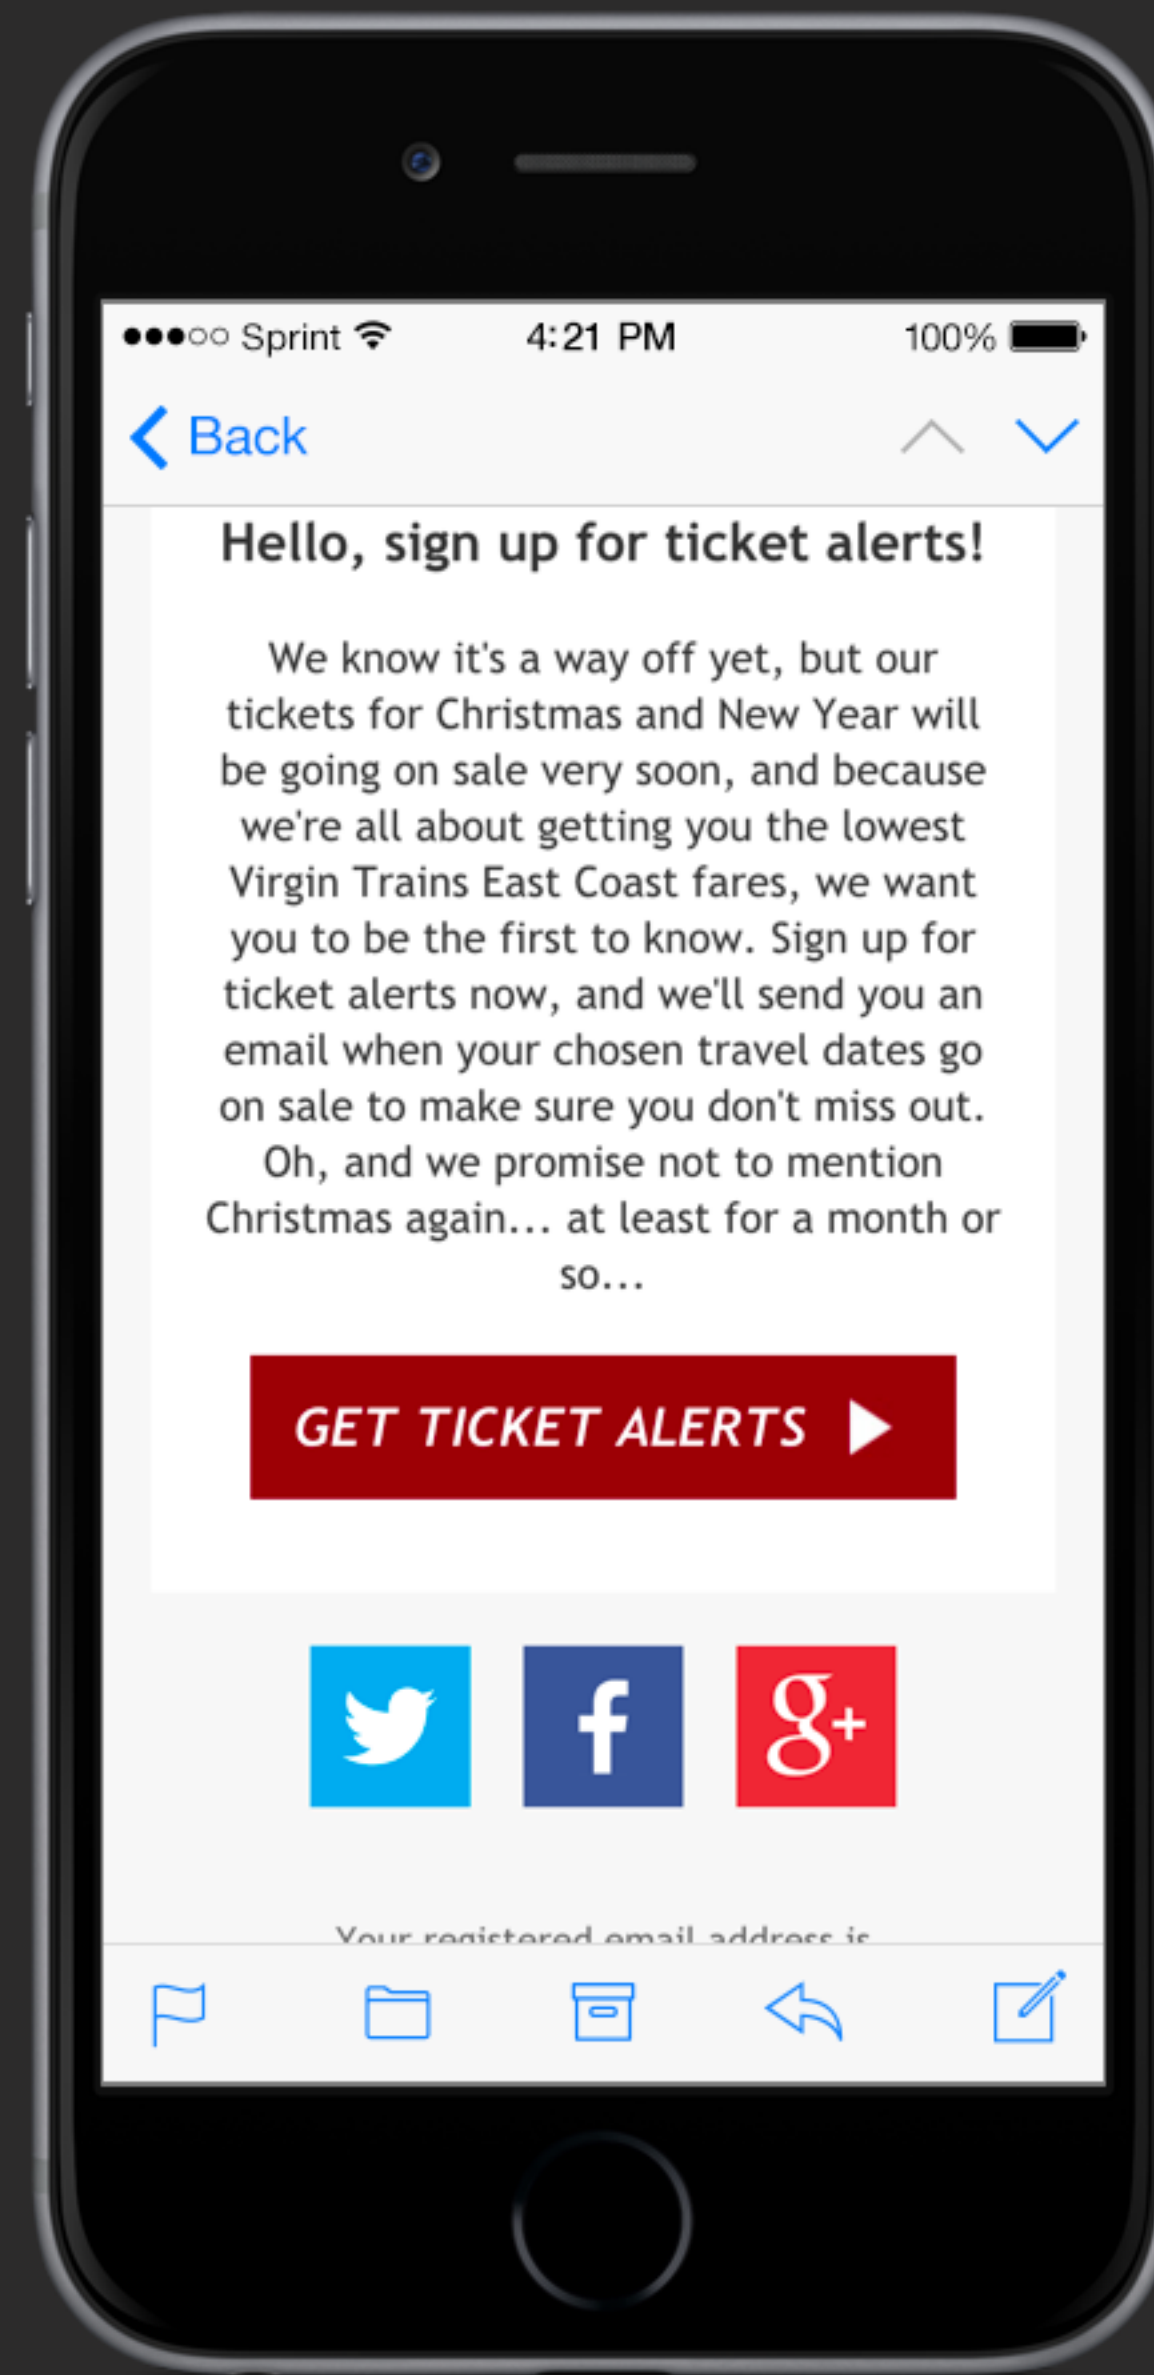 Sprint 4:21 PM 100%
Back
Hello, sign up for ticket alerts!
We know it's a way off yet, but our
tickets for Christmas and New Year will
be going on sale very soon, and because
we're all about getting you the lowest
Virgin Trains East Coast fares, we want
you to be the first to know. Sign up for
ticket alerts now, and we'll send you an
email when your chosen travel dates go
on sale to make sure you don't miss out.
Oh, and we promise not to mention
Christmas again... at least for a month or
so...
GET TICKET ALERTS
f
g+
Your registered email address is